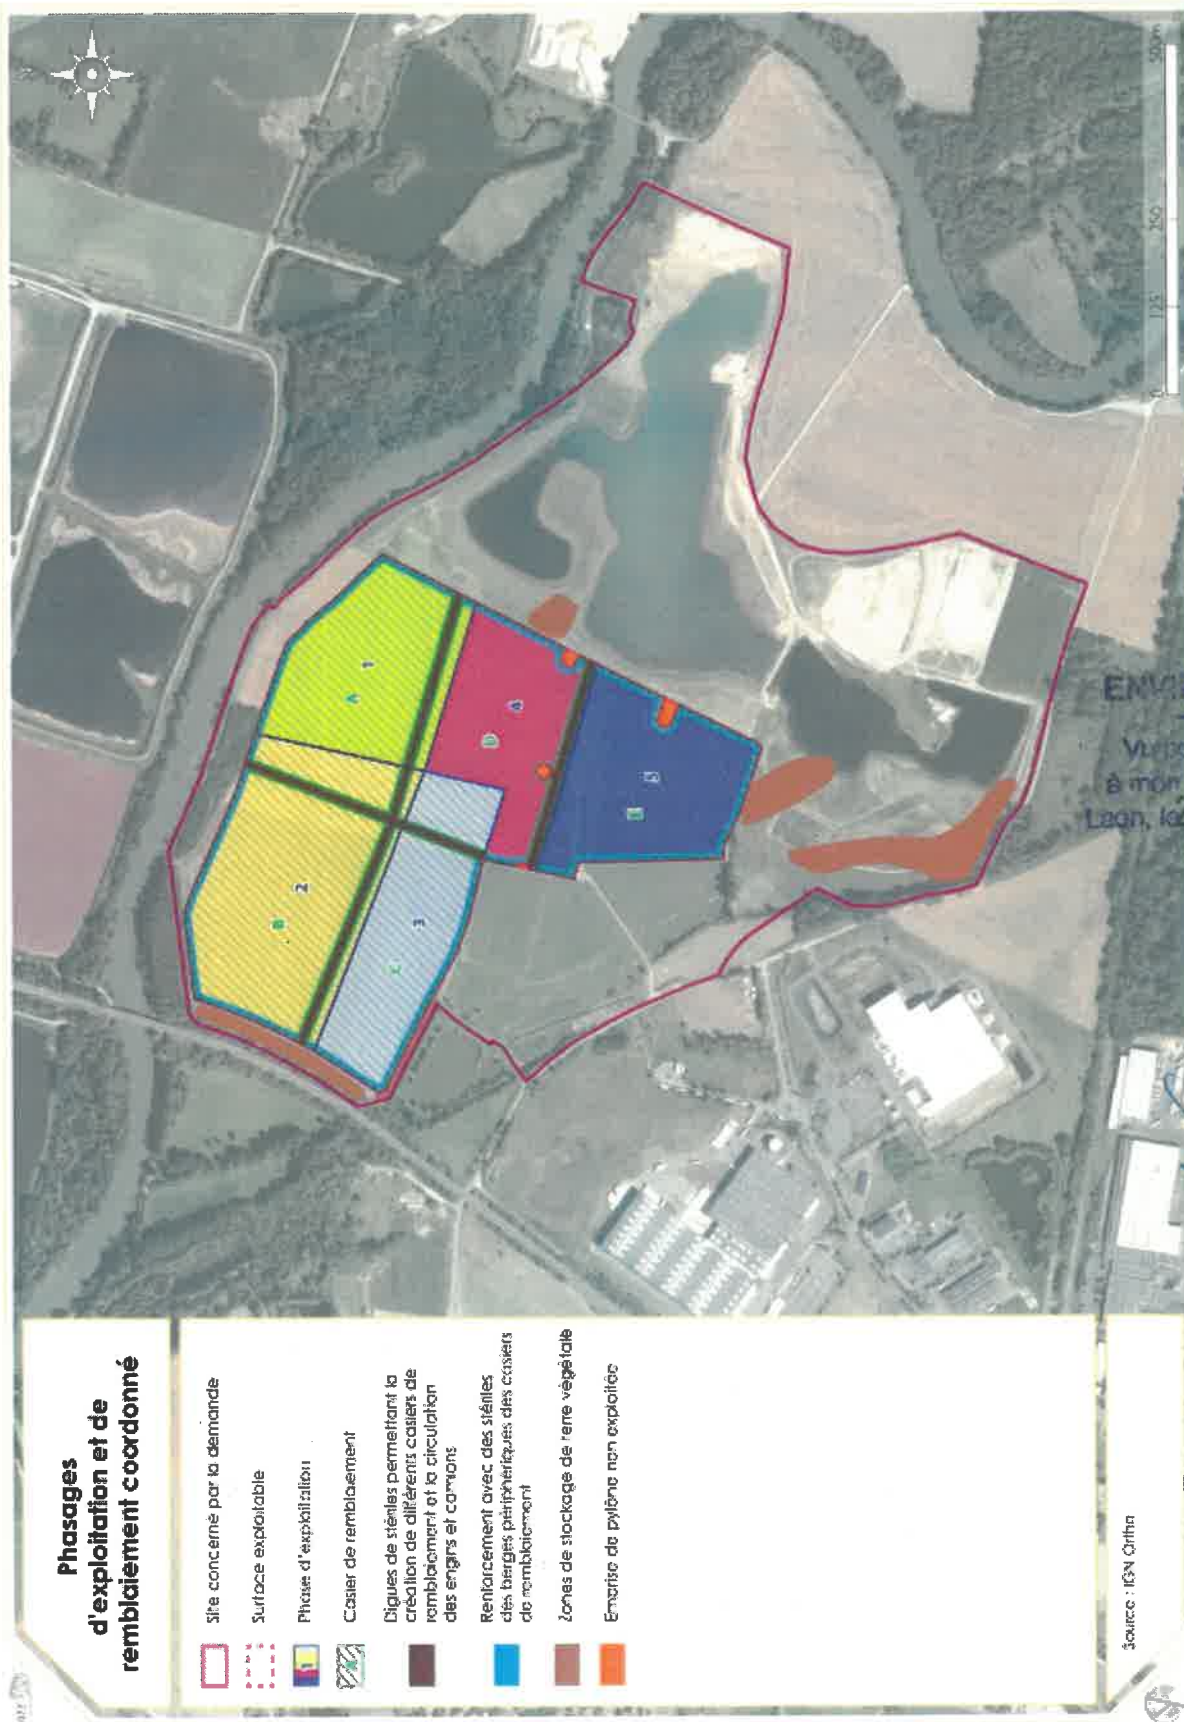 Phasages
d'exploitation et de
remblaiement coordonné
Site concerné par la demande
Surface exploitable
Phase d'exploitation
Casier de remblaiement
Digues de stériles permettant la
création de différents casiers de
remblaiement et la circulation
des engins et camions
Renforcement avec des stériles
des berges périphériques des casiers
de remblaiement
Zones de stockage de terre végétale
Emprise de pylône non exploitée
Source : IGN Ortho
A 1
B 2
C 3
D 4
E 5
0 125 250 500m
ENVI
Vu po
à mon
Laon, le